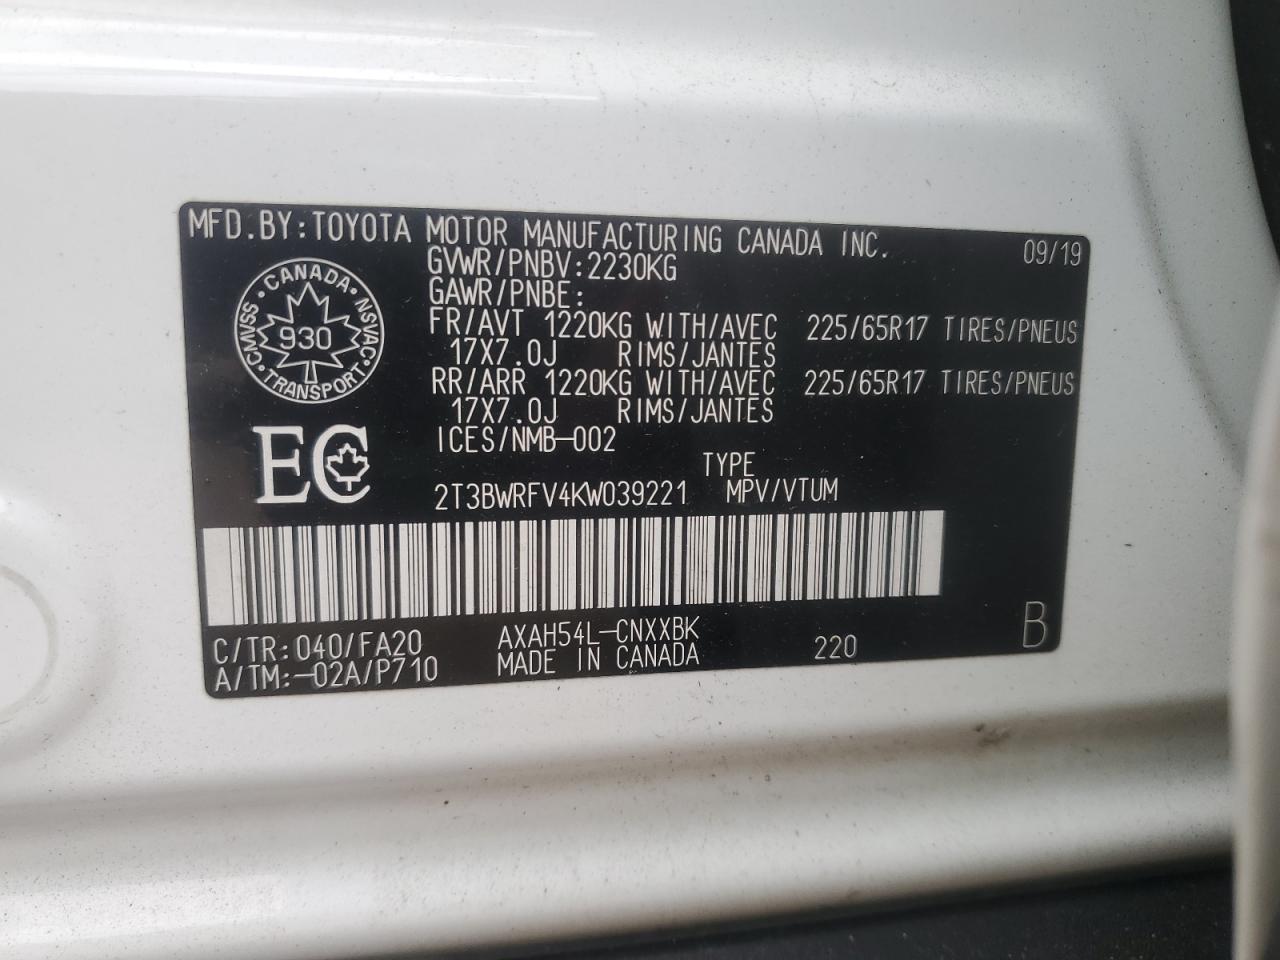 MFD.BY:TOYOTA MOTOR MANUFACTURING CANADA INC. 09/19
GVWR/PNBV:2230KG
GAWR/PNBE:
FR/AVT 1220KG WITH/AVEC 225/65R17 TIRES/PNEUS
17X7.0J RIMS/JANTES
RR/ARR 1220KG WITH/AVEC 225/65R17 TIRES/PNEUS
17X7.0J RIMS/JANTES
ICES/NMB-002
CANADA
CMVSS 930 NSVAC
TRANSPORT
EC
TYPE
2T3BWRFV4KW039221 MPV/VTUM
C/TR:040/FA20 AXAH54L-CNXXBK
A/TM:-02A/P710 MADE IN CANADA 220 B